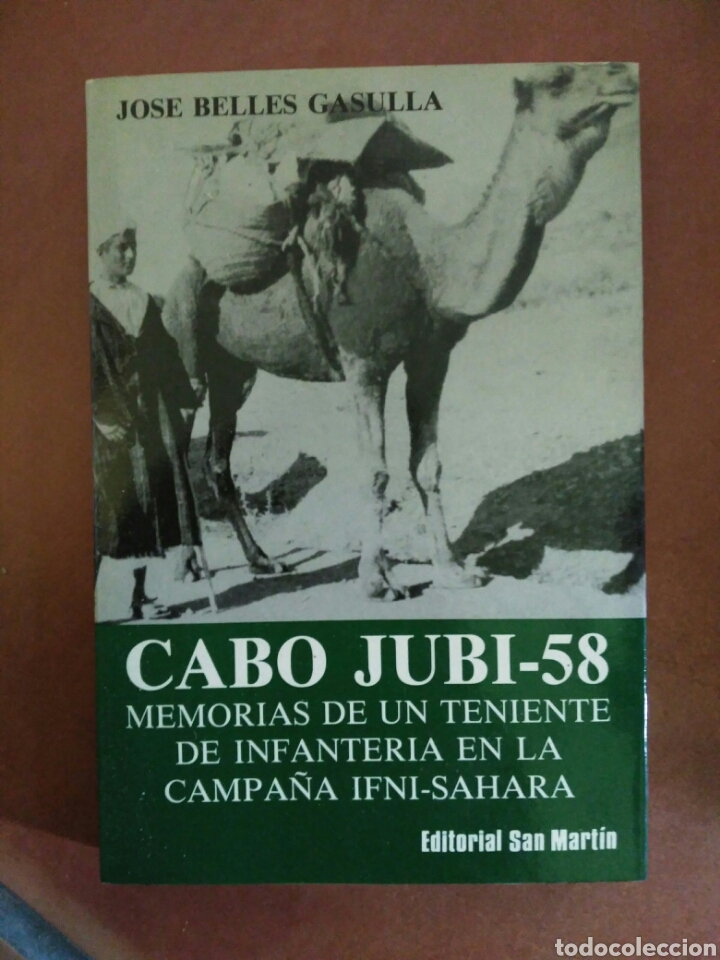 JOSE BELLES GASULLA
CABO JUBI-58
MEMORIAS DE UN TENIENTE
DE INFANTERIA EN LA
CAMPAÑA IFNI-SAHARA
Editorial San Martín
todocoleccion